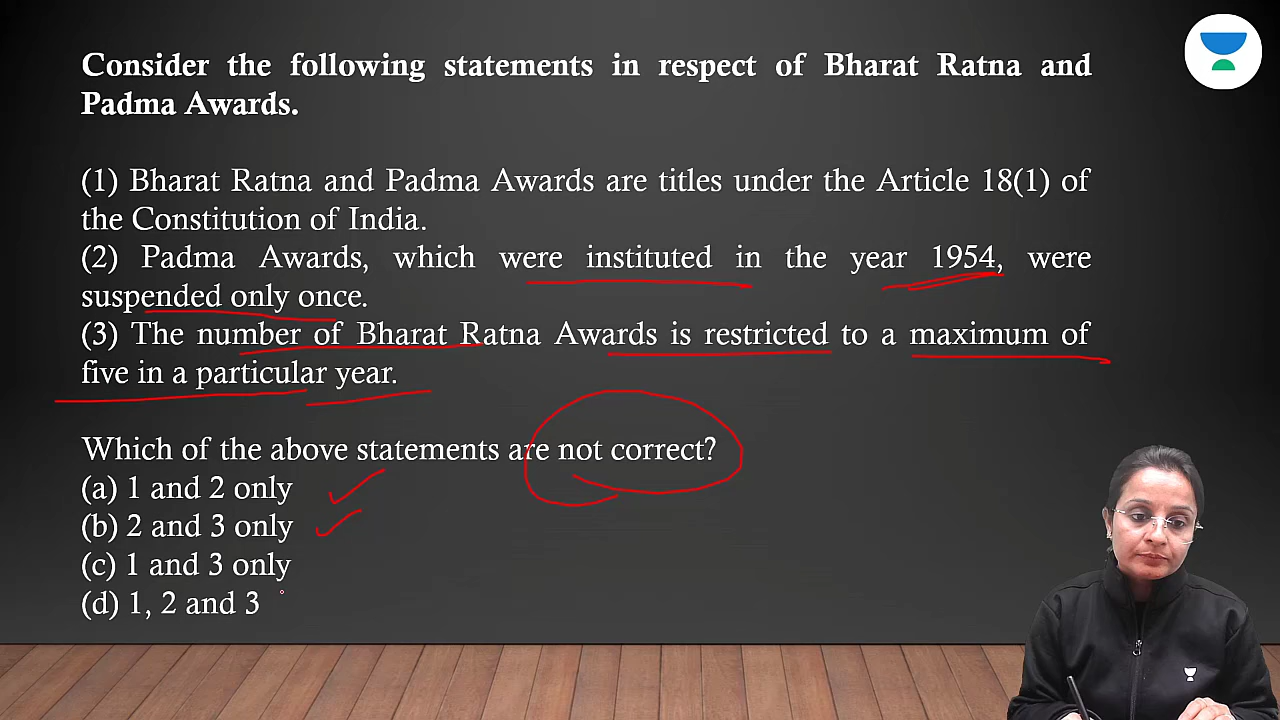 Consider the following statements in respect of Bharat Ratna and
Padma Awards.
(1) Bharat Ratna and Padma Awards are titles under the Article 18(1) of
the Constitution of India.
(2) Padma Awards, which were instituted in the year 1954, were
suspended only once.
(3) The number of Bharat Ratna Awards is restricted to a maximum of
five in a particular year.
Which of the above statements are not correct?
(a) 1 and 2 only
(b) 2 and 3 only
(c) 1 and 3 only
(d) 1, 2 and 3